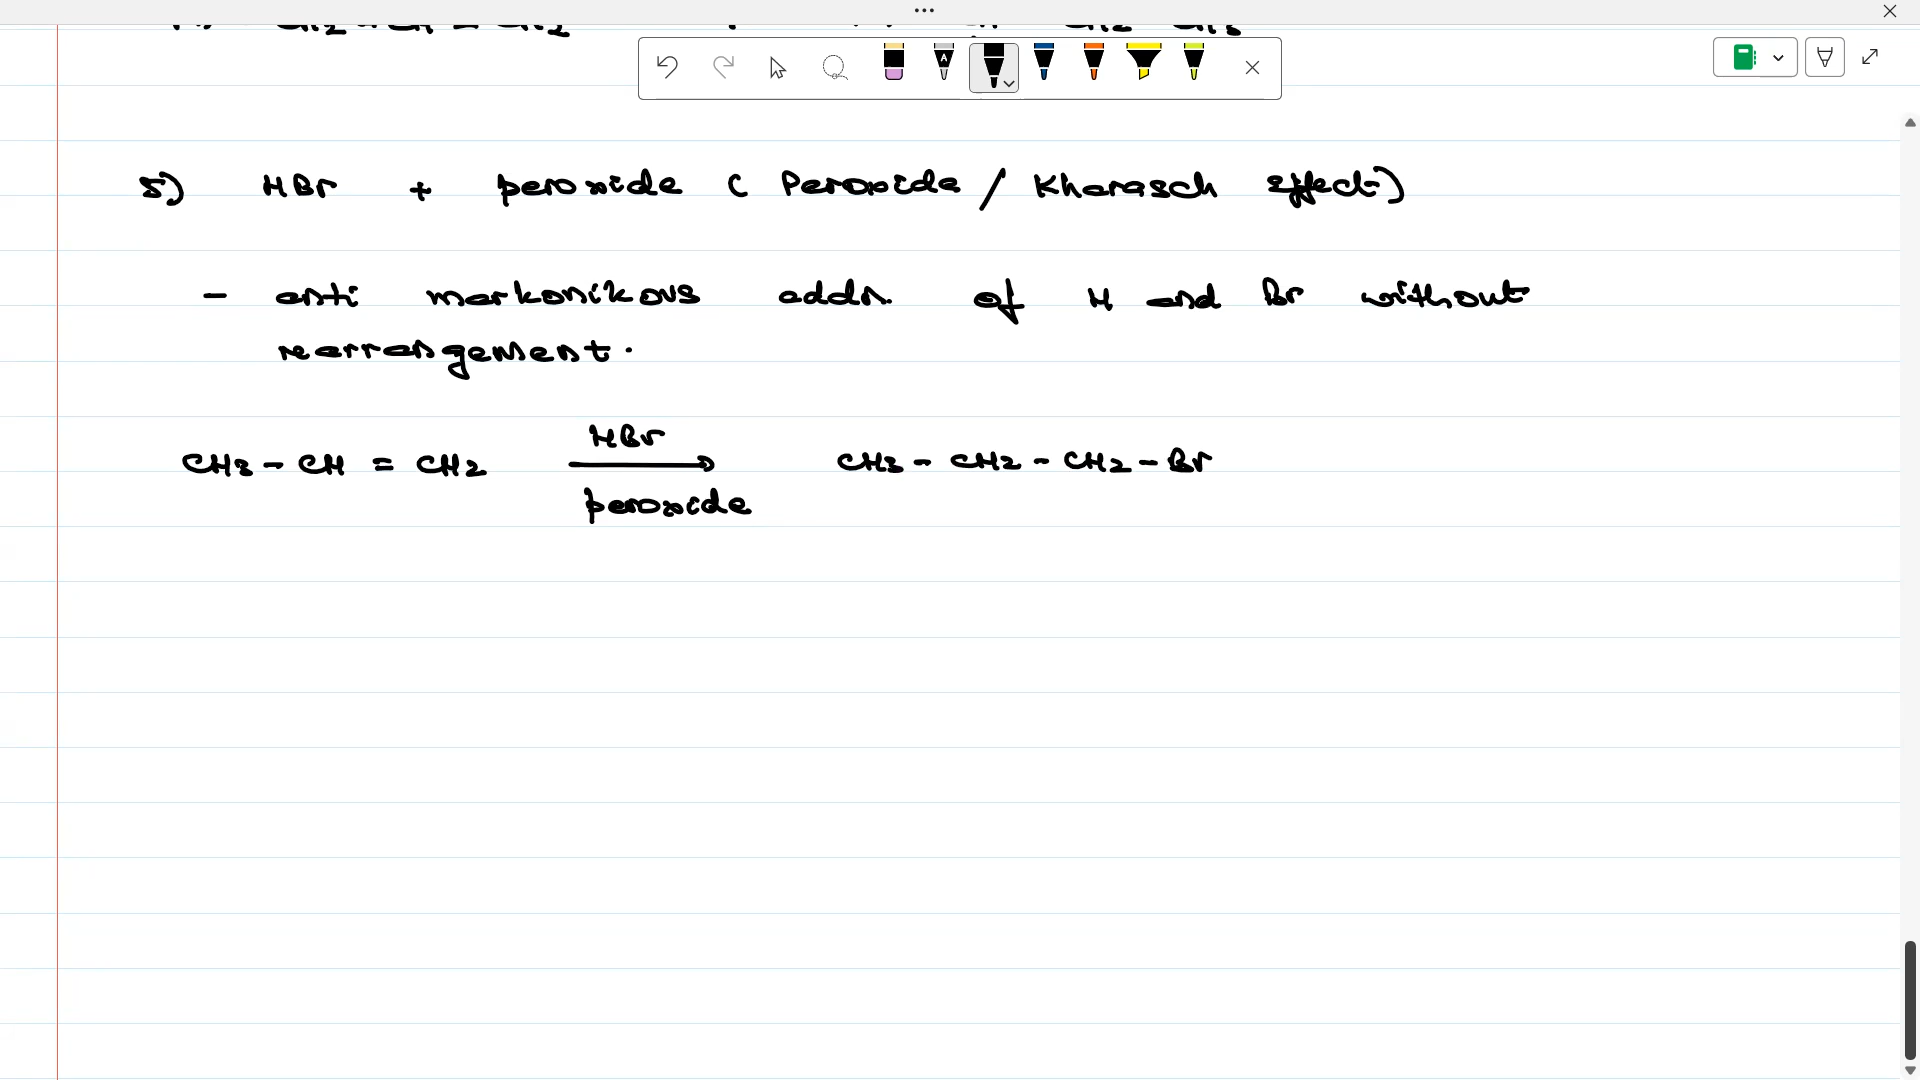 5) HBr + peroxide ( Peroxide / Kharasch Effect)
- anti markonikovs addn. of H and Br without
rearrangement.
CH3 - CH = CH2 HBr peroxide CH3 - CH2 - CH2 - Br